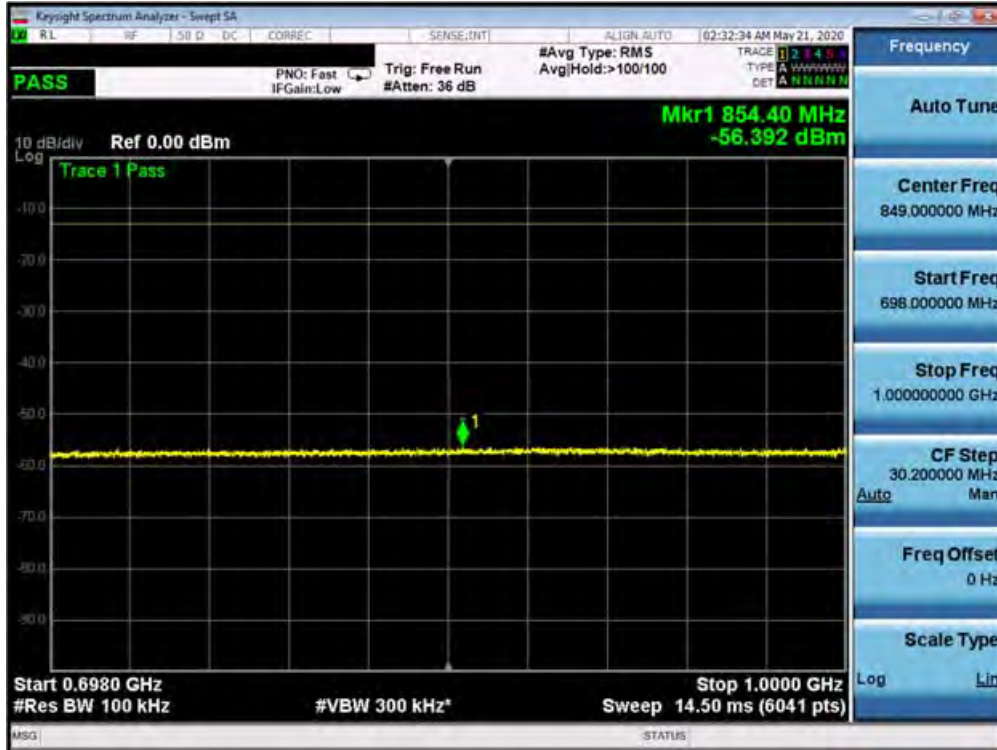 Keysight Spectrum Analyzer - Swept SA
RL RF 50 Ω DC CORREC SENSE:INT ALIGN AUTO 02:32:34 AM May 21, 2020
PASS
PNO: Fast
IFGain:Low
Trig: Free Run
#Atten: 36 dB
#Avg Type: RMS
Avg|Hold:>100/100
TRACE 1 2 3 4 5 6
TYPE A
DET A N N N N N
Mkr1 854.40 MHz
-56.392 dBm
10 dB/div Ref 0.00 dBm
Log
Trace 1 Pass
-10.0
-20.0
-30.0
-40.0
-50.0
1
-60.0
-70.0
-80.0
-90.0
Start 0.6980 GHz Stop 1.0000 GHz
#Res BW 100 kHz #VBW 300 kHz* Sweep 14.50 ms (6041 pts)
MSG STATUS
Frequency
Auto Tune
Center Freq
849.000000 MHz
Start Freq
698.000000 MHz
Stop Freq
1.000000000 GHz
CF Step
30.200000 MHz
Auto Man
Freq Offset
0 Hz
Scale Type
Log Lin